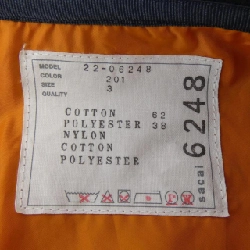 MODEL 22-06248
COLOR 201
SIZE 3
QUALITY
COTTON 62
POLYESTER 38
NYLON
COTTON
POLYESTER
sacai 6248